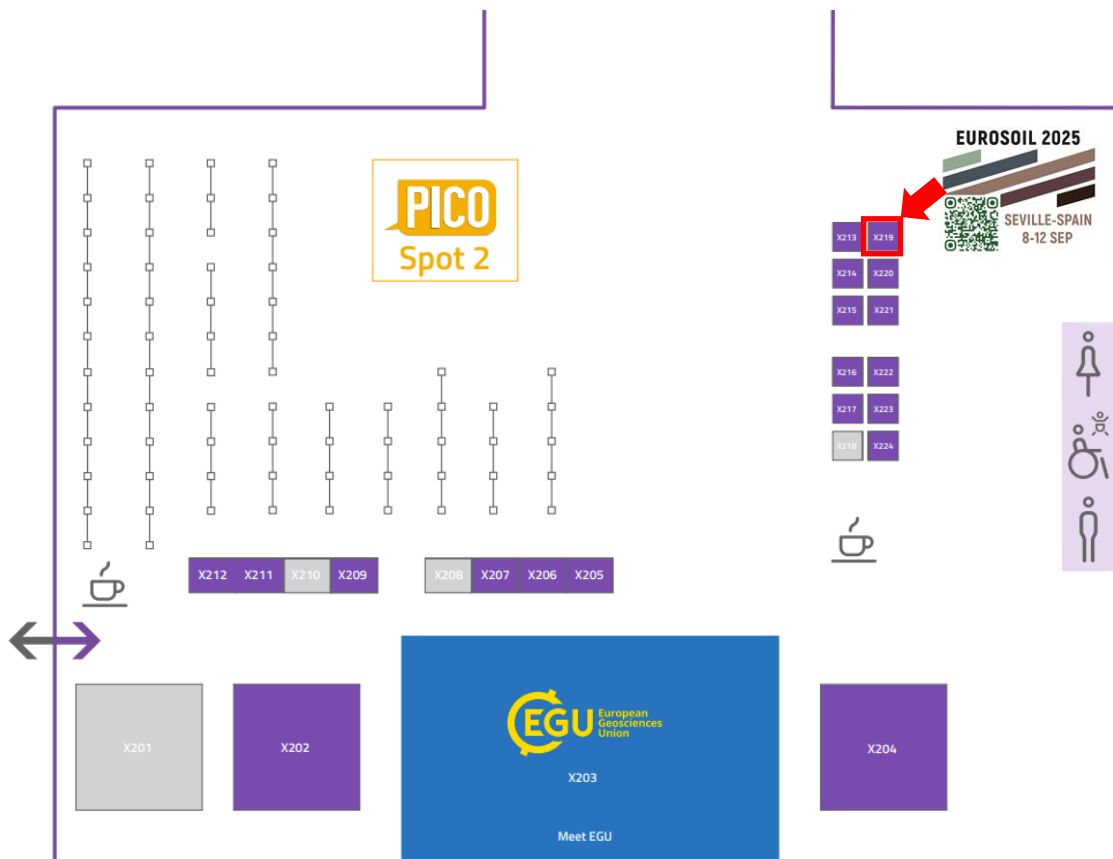 EUROSOIL 2025
SEVILLE-SPAIN
8-12 SEP
PICO
Spot 2
X213 X219
X214 X220
X215 X221
X216 X222
X217 X223
X218 X224
X212 X211 X210 X209 X208 X207 X206 X205
EGU European
Geosciences
Union
X201 X202 X203 X204
Meet EGU